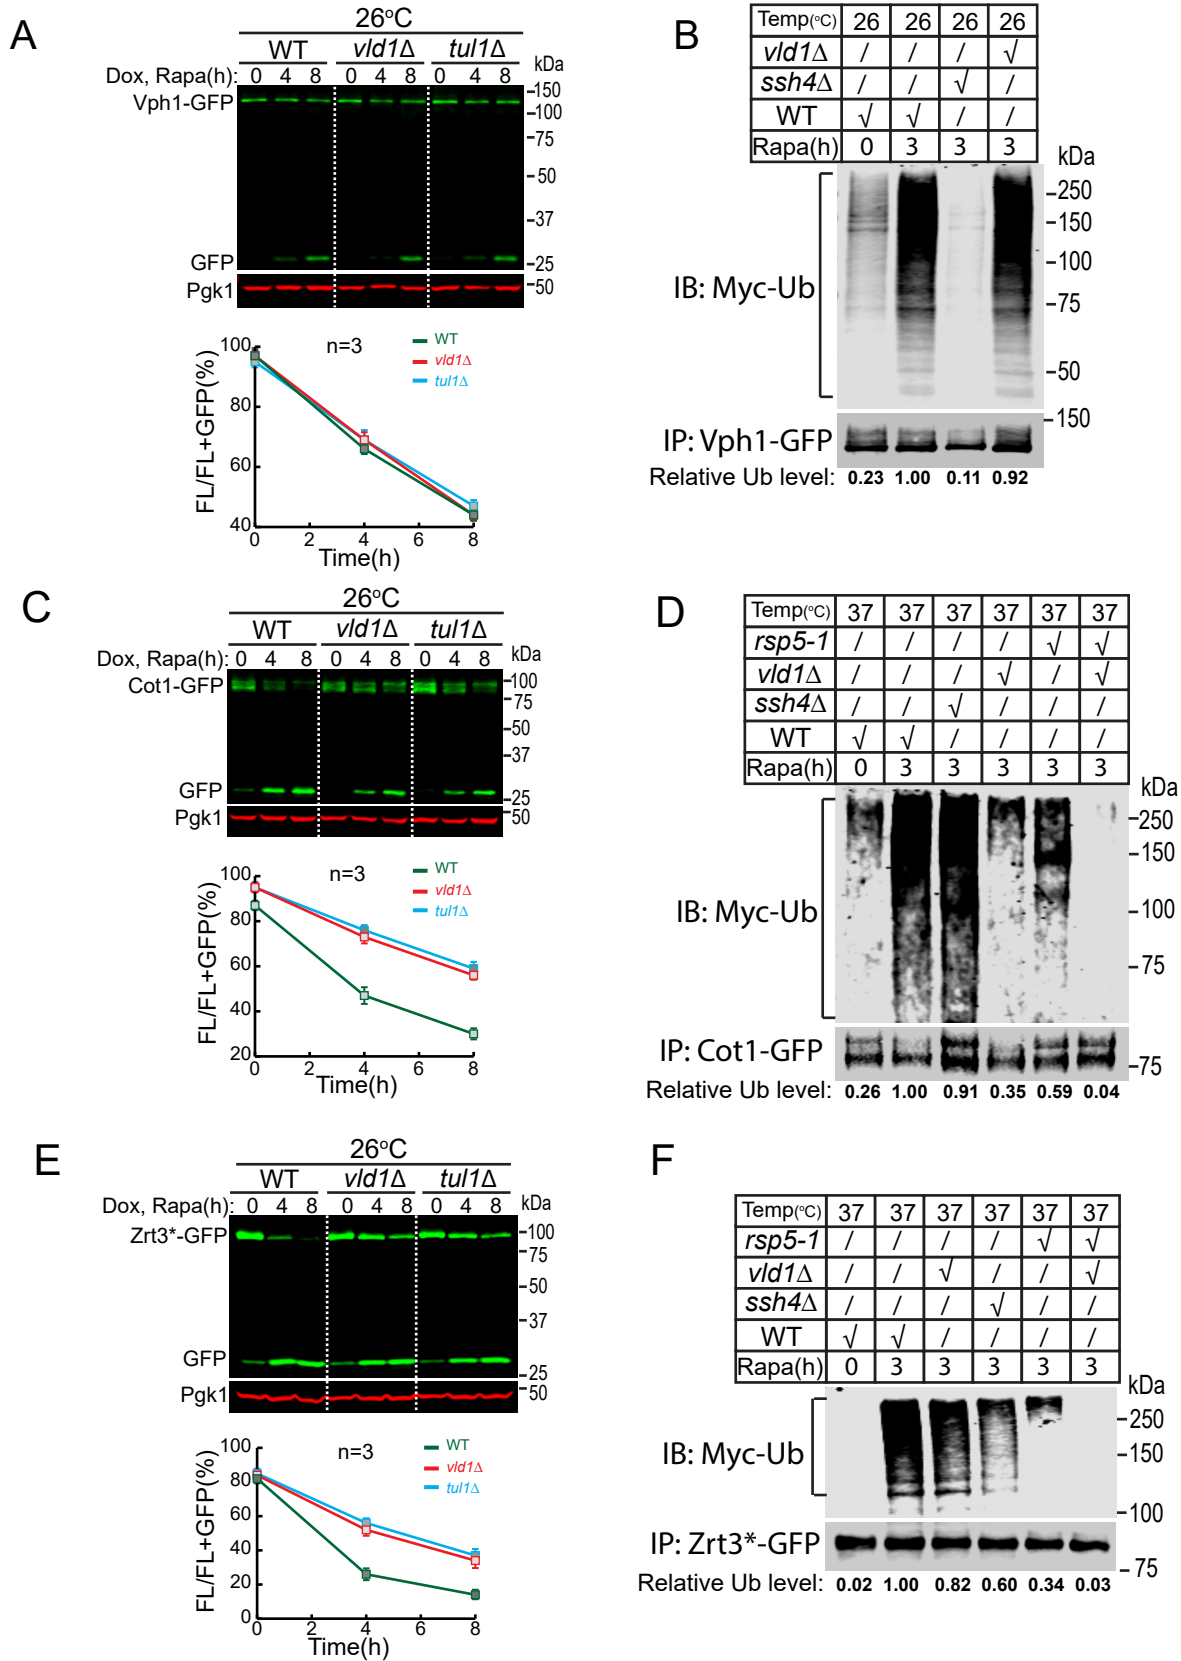 A
26°C
WT vld1Δ tul1Δ
Dox, Rapa(h): 0 4 8 0 4 8 0 4 8 kDa
Vph1-GFP
-150
-100
-75
-50
-37
GFP
-25
Pgk1
-50
FL/FL+GFP(%)
100
80
60
40
n=3
WT
vld1Δ
tul1Δ
0 2 4 6 8
Time(h)
B
Temp(°C) 26 26 26 26
vld1Δ / / / √
ssh4Δ / / √ /
WT √ √ / /
Rapa(h) 0 3 3 3
kDa
-250
-150
-100
-75
-50
IB: Myc-Ub
-150
IP: Vph1-GFP
Relative Ub level: 0.23 1.00 0.11 0.92
C
26°C
WT vld1Δ tul1Δ
Dox, Rapa(h): 0 4 8 0 4 8 0 4 8 kDa
Cot1-GFP
-100
-75
-50
-37
GFP
-25
Pgk1
-50
FL/FL+GFP(%)
100
80
60
40
20
n=3
WT
vld1Δ
tul1Δ
0 2 4 6 8
Time(h)
D
Temp(°C) 37 37 37 37 37 37
rsp5-1 / / / / √ √
vld1Δ / / / √ / √
ssh4Δ / / √ / / /
WT √ √ / / / /
Rapa(h) 0 3 3 3 3 3
kDa
-250
-150
-100
-75
IB: Myc-Ub
IP: Cot1-GFP
-75
Relative Ub level: 0.26 1.00 0.91 0.35 0.59 0.04
E
26°C
WT vld1Δ tul1Δ
Dox, Rapa(h): 0 4 8 0 4 8 0 4 8 kDa
Zrt3*-GFP
-100
-75
-50
-37
GFP
-25
Pgk1
-50
FL/FL+GFP(%)
100
80
60
40
20
0
n=3
WT
vld1Δ
tul1Δ
0 2 4 6 8
Time(h)
F
Temp(°C) 37 37 37 37 37 37
rsp5-1 / / / / √ √
vld1Δ / / √ / / √
ssh4Δ / / / √ / /
WT √ √ / / / /
Rapa(h) 0 3 3 3 3 3
kDa
-250
-150
-100
IB: Myc-Ub
IP: Zrt3*-GFP
-75
Relative Ub level: 0.02 1.00 0.82 0.60 0.34 0.03